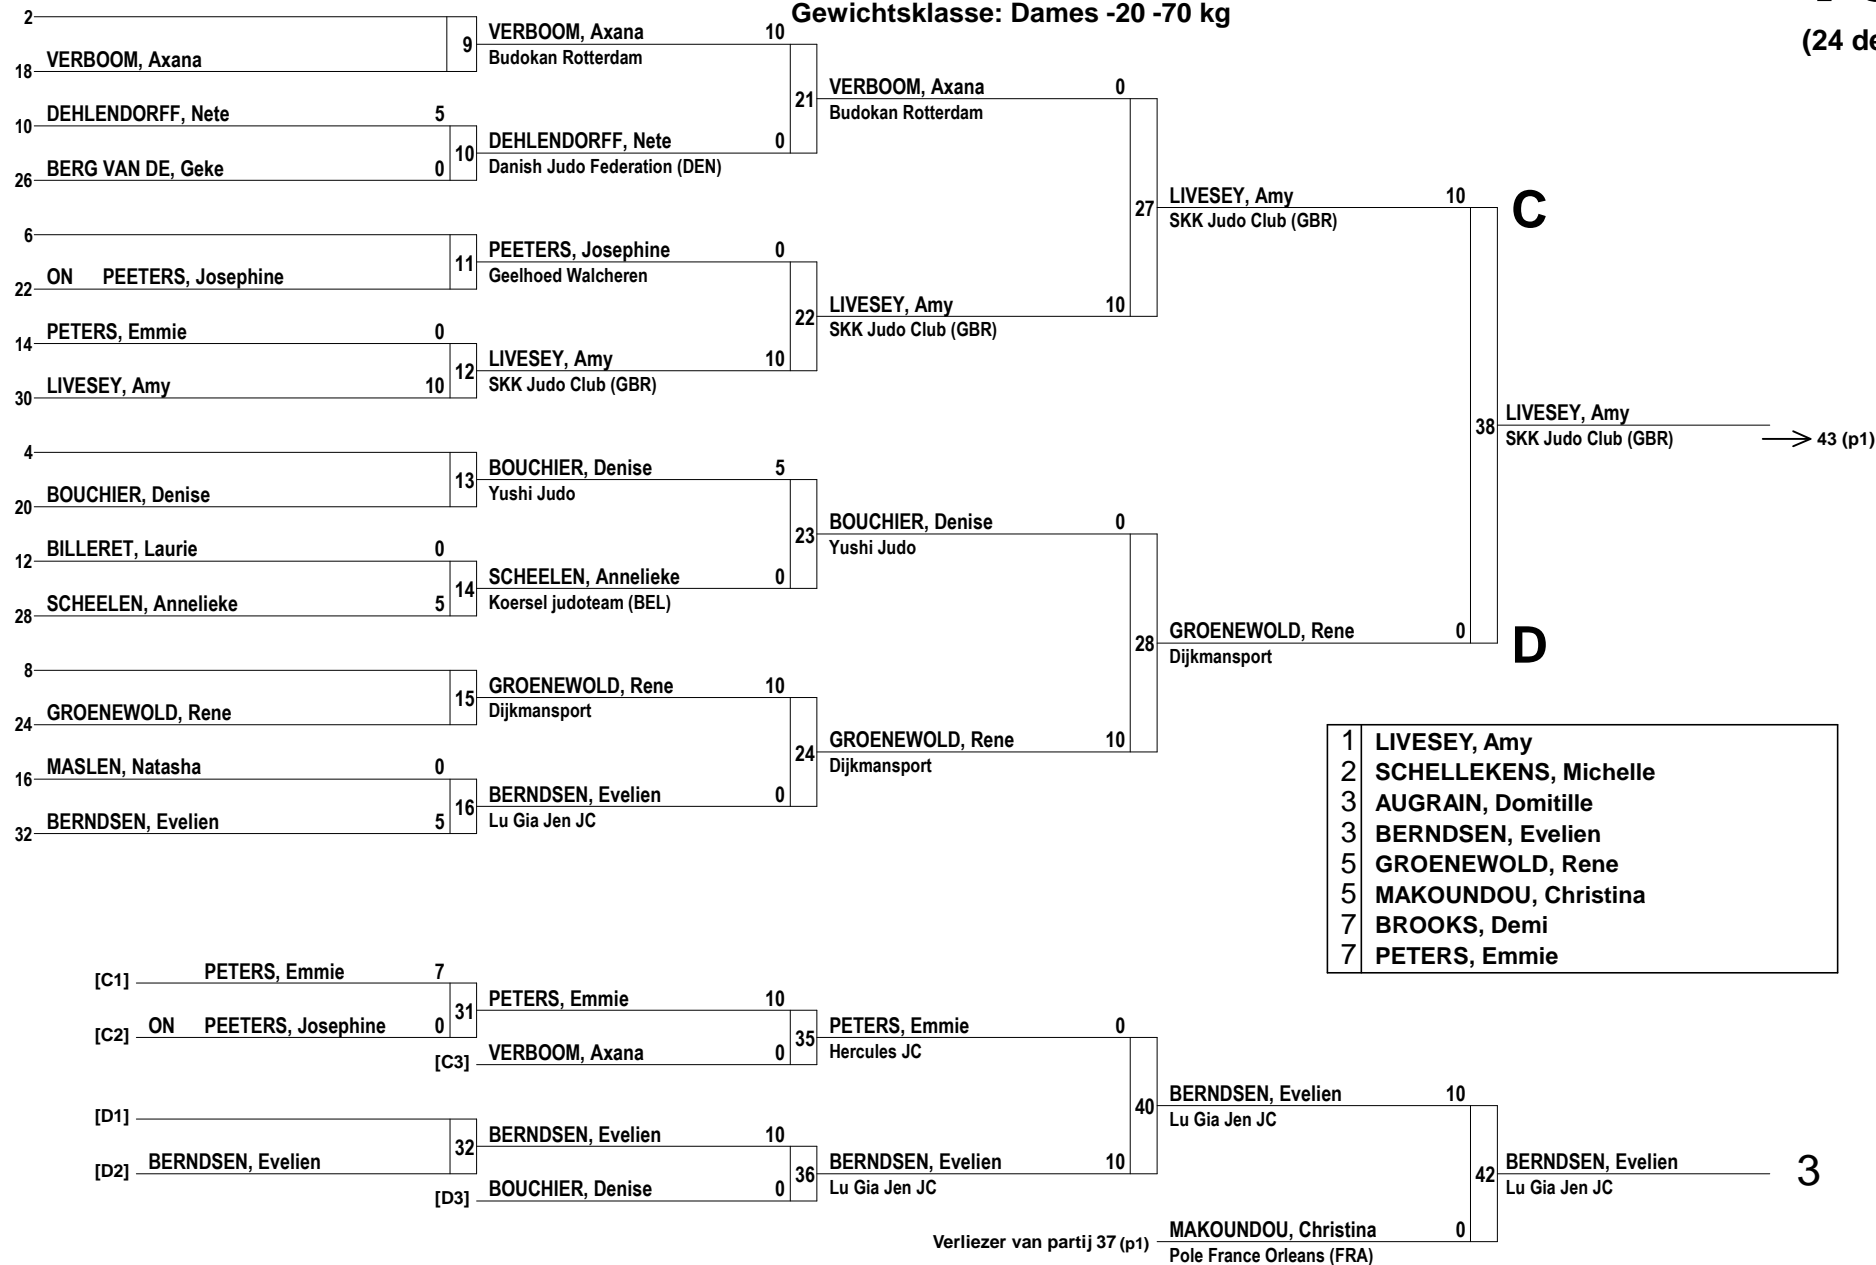 Gewichtsklasse: Dames -20 -70 kg
(24 de
2
18 VERBOOM, Axana
9 VERBOOM, Axana 10
Budokan Rotterdam
10 DEHLENDORFF, Nete 5
26 BERG VAN DE, Geke 0
10 DEHLENDORFF, Nete 0
Danish Judo Federation (DEN)
21 VERBOOM, Axana 0
Budokan Rotterdam
6
22 ON PEETERS, Josephine
11 PEETERS, Josephine 0
Geelhoed Walcheren
14 PETERS, Emmie 0
30 LIVESEY, Amy 10
12 LIVESEY, Amy 10
SKK Judo Club (GBR)
22 LIVESEY, Amy 10
SKK Judo Club (GBR)
27 LIVESEY, Amy 10
SKK Judo Club (GBR)
C
4
20 BOUCHIER, Denise
13 BOUCHIER, Denise 5
Yushi Judo
12 BILLERET, Laurie 0
28 SCHEELEN, Annelieke 5
14 SCHEELEN, Annelieke 0
Koersel judoteam (BEL)
23 BOUCHIER, Denise 0
Yushi Judo
8
24 GROENEWOLD, Rene
15 GROENEWOLD, Rene 10
Dijkmansport
16 MASLEN, Natasha 0
32 BERNDSEN, Evelien 5
16 BERNDSEN, Evelien 0
Lu Gia Jen JC
24 GROENEWOLD, Rene 10
Dijkmansport
28 GROENEWOLD, Rene 0
Dijkmansport
D
38 LIVESEY, Amy
SKK Judo Club (GBR)
43 (p1)
1 LIVESEY, Amy
2 SCHELLEKENS, Michelle
3 AUGRAIN, Domitille
3 BERNDSEN, Evelien
5 GROENEWOLD, Rene
5 MAKOUNDOU, Christina
7 BROOKS, Demi
7 PETERS, Emmie
[C1] PETERS, Emmie 7
[C2] ON PEETERS, Josephine 0
31 PETERS, Emmie 10
[C3] VERBOOM, Axana 0
35 PETERS, Emmie 0
Hercules JC
[D1]
[D2] BERNDSEN, Evelien
32 BERNDSEN, Evelien 10
[D3] BOUCHIER, Denise 0
36 BERNDSEN, Evelien 10
Lu Gia Jen JC
40 BERNDSEN, Evelien 10
Lu Gia Jen JC
Verliezer van partij 37 (p1) MAKOUNDOU, Christina 0
Pole France Orleans (FRA)
42 BERNDSEN, Evelien
Lu Gia Jen JC
3